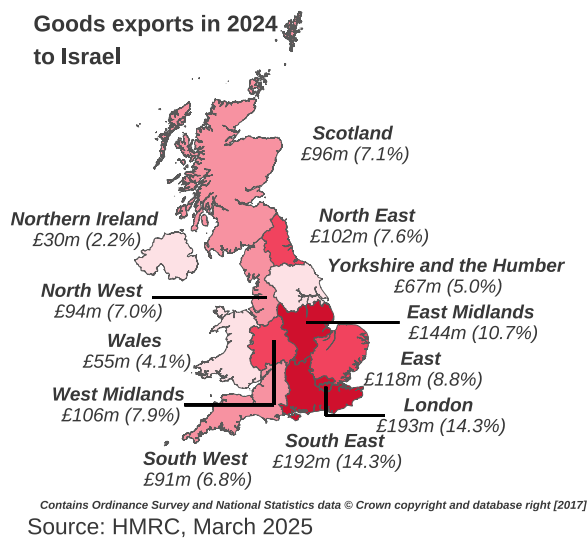 Goods exports in 2024
to Israel
Scotland
£96m (7.1%)
Northern Ireland
£30m (2.2%)
North East
£102m (7.6%)
Yorkshire and the Humber
£67m (5.0%)
North West
£94m (7.0%)
East Midlands
£144m (10.7%)
Wales
£55m (4.1%)
East
£118m (8.8%)
West Midlands
£106m (7.9%)
London
£193m (14.3%)
South East
£192m (14.3%)
South West
£91m (6.8%)
Contains Ordinance Survey and National Statistics data © Crown copyright and database right [2017]
Source: HMRC, March 2025